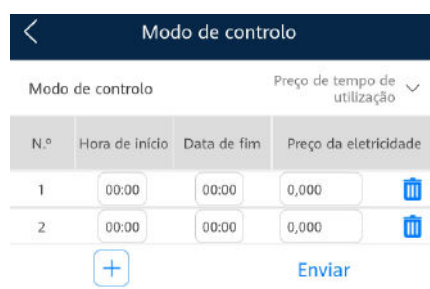 Modo de controlo
Modo de controlo
Preço de tempo de
utilização
N.º Hora de início Data de fim Preço da eletricidade
1 00:00 00:00 0,000
2 00:00 00:00 0,000
+ Enviar